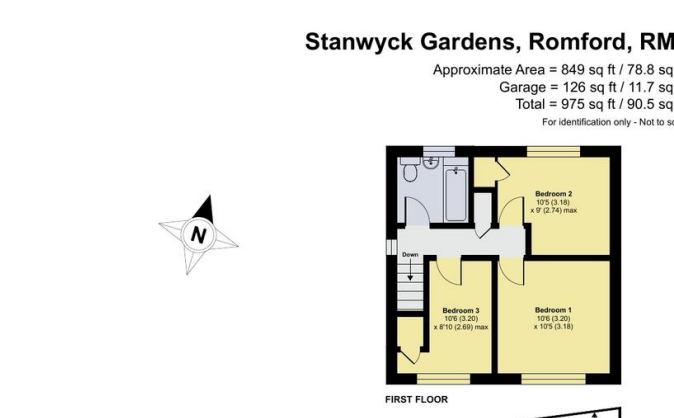 Stanwyck Gardens, Romford, RM
Approximate Area = 849 sq ft / 78.8 sq
Garage = 126 sq ft / 11.7 sq
Total = 975 sq ft / 90.5 sq
For identification only - Not to sc
N
Bedroom 2
10'5 (3.18)
x 9' (2.74) max
Down
Bedroom 3
10'6 (3.20)
x 8'10 (2.69) max
Bedroom 1
10'6 (3.20)
x 10'5 (3.18)
FIRST FLOOR